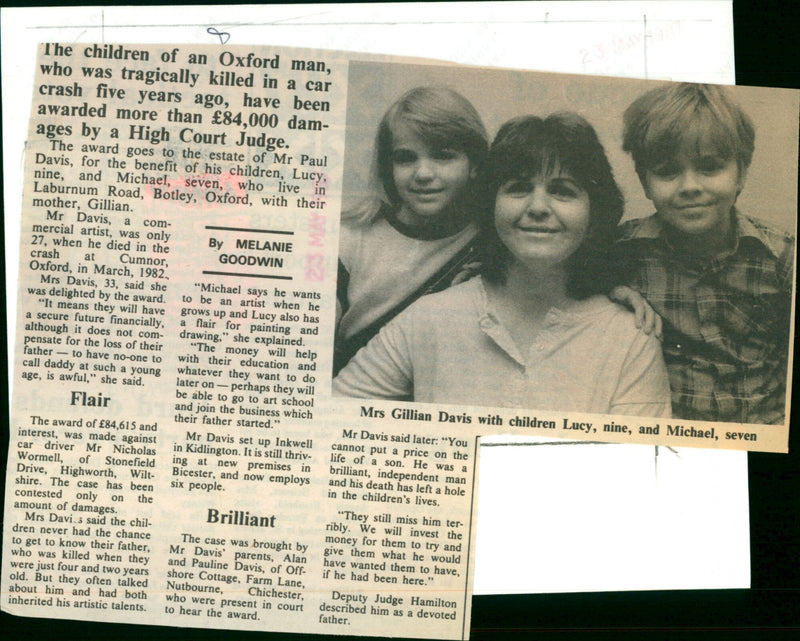 8
The children of an Oxford man,
who was tragically killed in a car
crash five years ago, have been
awarded more than £84,000 dam-
ages by a High Court Judge.
The award goes to the estate of Mr Paul
Davis, for the benefit of his children, Lucy,
nine, and Michael, seven, who live in
Laburnum Road, Botley, Oxford, with their
mother, Gillian.
Mr Davis, a com-
mercial artist, was only
27, when he died in the
crash at Cumnor,
Oxford, in March, 1982.
Mrs Davis, 33, said she
was delighted by the award.
"It means they will have
a secure future financially,
although it does not com-
pensate for the loss of their
father — to have no-one to
call daddy at such a young
age, is awful," she said.
Flair
The award of £84,615 and
interest, was made against
car driver Mr Nicholas
Wormell, of Stonefield
Drive, Highworth, Wilt-
shire. The case has been
contested only on the
amount of damages.
Mrs Davis said the chil-
dren never had the chance
to get to know their father,
who was killed when they
were just four and two years
old. But they often talked
about him and had both
inherited his artistic talents.
By MELANIE
GOODWIN
"Michael says he wants
to be an artist when he
grows up and Lucy also has
a flair for painting and
drawing," she explained.
"The money will help
with their education and
whatever they want to do
later on — perhaps they will
be able to go to art school
and join the business which
their father started."
Mr Davis set up Inkwell
in Kidlington. It is still thriv-
ing at new premises in
Bicester, and now employs
six people.
Brilliant
The case was brought by
Mr Davis' parents, Alan
and Pauline Davis, of Off-
shore Cottage, Farm Lane,
Nutbourne, Chichester,
who were present in court
to hear the award.
Mrs Gillian Davis with children Lucy, nine, and Michael, seven
Mr Davis said later: "You
cannot put a price on the
life of a son. He was a
brilliant, independent man
and his death has left a hole
in the children's lives.
"They still miss him ter-
ribly. We will invest the
money for them to try and
give them what he would
have wanted them to have,
if he had been here."
Deputy Judge Hamilton
described him as a devoted
father.